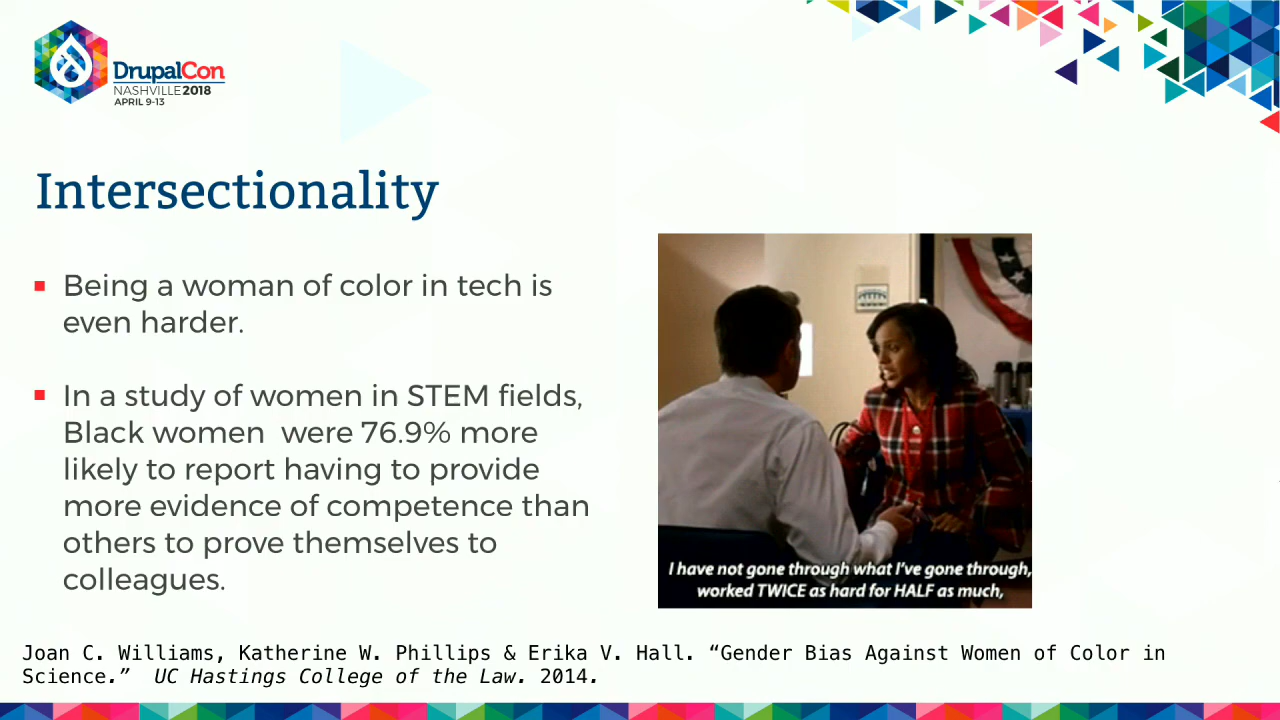 DrupalCon
NASHVILLE 2018
APRIL 9-13
Intersectionality
Being a woman of color in tech is
even harder.
In a study of women in STEM fields,
Black women  were 76.9% more
likely to report having to provide
more evidence of competence than
others to prove themselves to
colleagues.
I have not gone through what I've gone through,
worked TWICE as hard for HALF as much,
Joan C. Williams, Katherine W. Phillips & Erika V. Hall. “Gender Bias Against Women of Color in
Science.”  UC Hastings College of the Law. 2014.